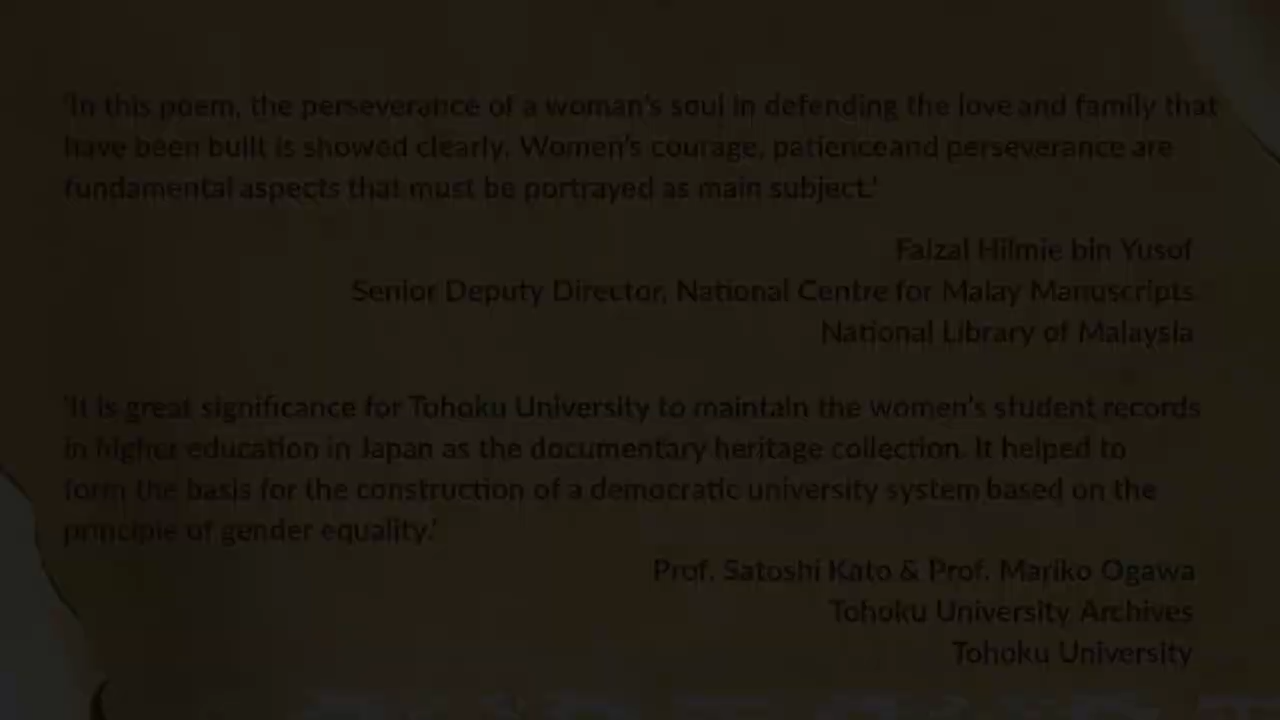 'In this poem, the perseverance of a woman's soul in defending the love and family that
have been built is showed clearly. Women's courage, patience and perseverance are
fundamental aspects that must be portrayed as main subject.'
Faizal Hilmie bin Yusof
Senior Deputy Director, National Centre for Malay Manuscripts
National Library of Malaysia
'It is great significance for Tohoku University to maintain the women's student records
in higher education in Japan as the documentary heritage collection. It helped to
form the basis for the construction of a democratic university system based on the
principle of gender equality.'
Prof. Satoshi Kato & Prof. Mariko Ogawa
Tohoku University Archives
Tohoku University